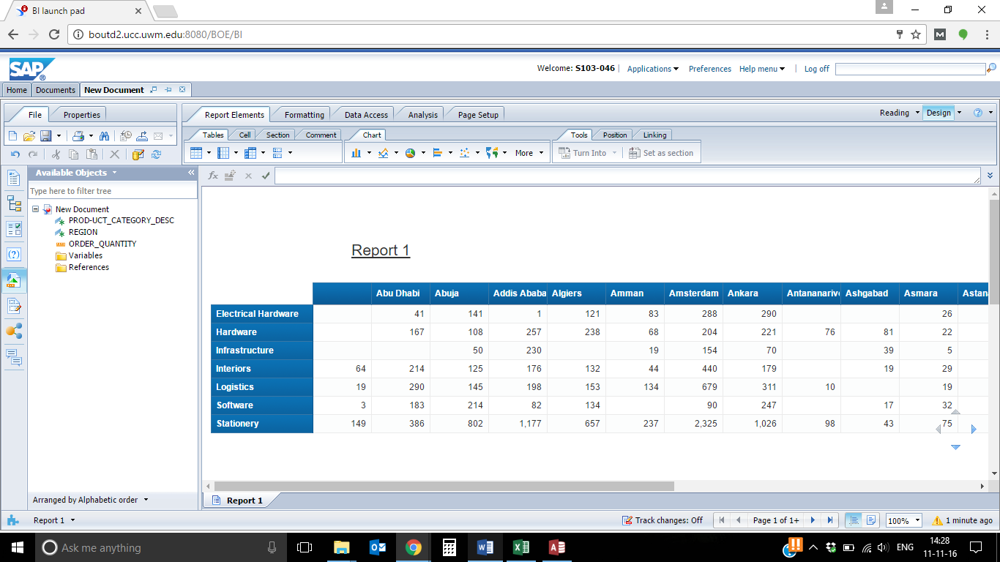 BI launch pad
boutd2.ucc.uwm.edu:8080/BOE/BI
SAP
Welcome: S103-046 | Applications Preferences Help menu | Log off
Home Documents New Document
File Properties Report Elements Formatting Data Access Analysis Page Setup Reading Design
Tables Cell Section Comment Chart Tools Position Linking
More Turn Into Set as section
Available Objects
Type here to filter tree
New Document
PROD-UCT_CATEGORY_DESC
REGION
ORDER_QUANTITY
Variables
References
Report 1
Abu Dhabi Abuja Addis Ababa Algiers Amman Amsterdam Ankara Antananariv Ashgabad Asmara Astan
Electrical Hardware 41 141 1 121 83 288 290 26
Hardware 167 108 257 238 68 204 221 76 81 22
Infrastructure 50 230 19 154 70 39 5
Interiors 64 214 125 176 132 44 440 179 19 29
Logistics 19 290 145 198 153 134 679 311 10 19
Software 3 183 214 82 134 90 247 17 32
Stationery 149 386 802 1,177 657 237 2,325 1,026 98 43 75
Arranged by Alphabetic order
Report 1
Report 1 Track changes: Off Page 1 of 1+ 100% 1 minute ago
Ask me anything
ENG
14:28
11-11-16